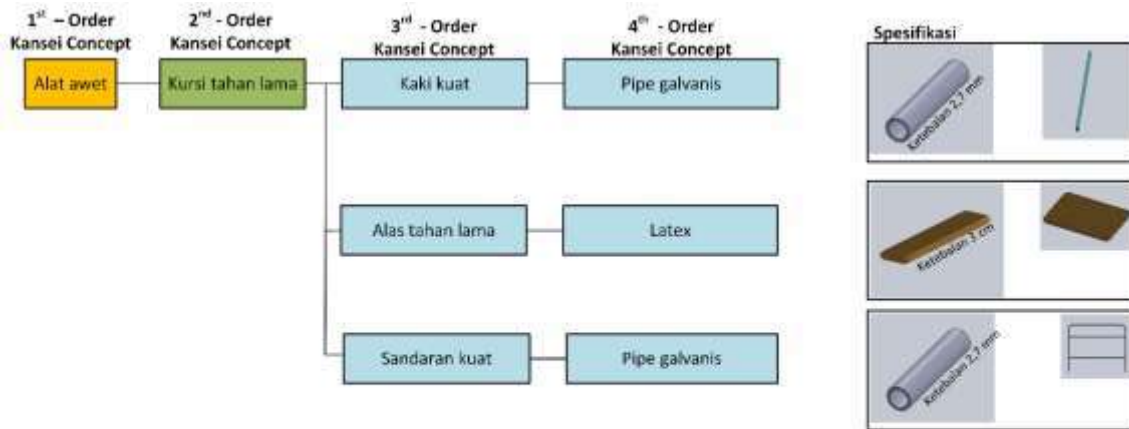 1st – Order
Kansei Concept
2nd - Order
Kansei Concept
3rd - Order
Kansei Concept
4th - Order
Kansei Concept
Spesifikasi
Alat awet
Kursi tahan lama
Kaki kuat
Pipe galvanis
Ketebalan 2,7 mm
Alas tahan lama
Latex
Ketebalan 3 cm
Sandaran kuat
Pipe galvanis
Ketebalan 2,7 mm